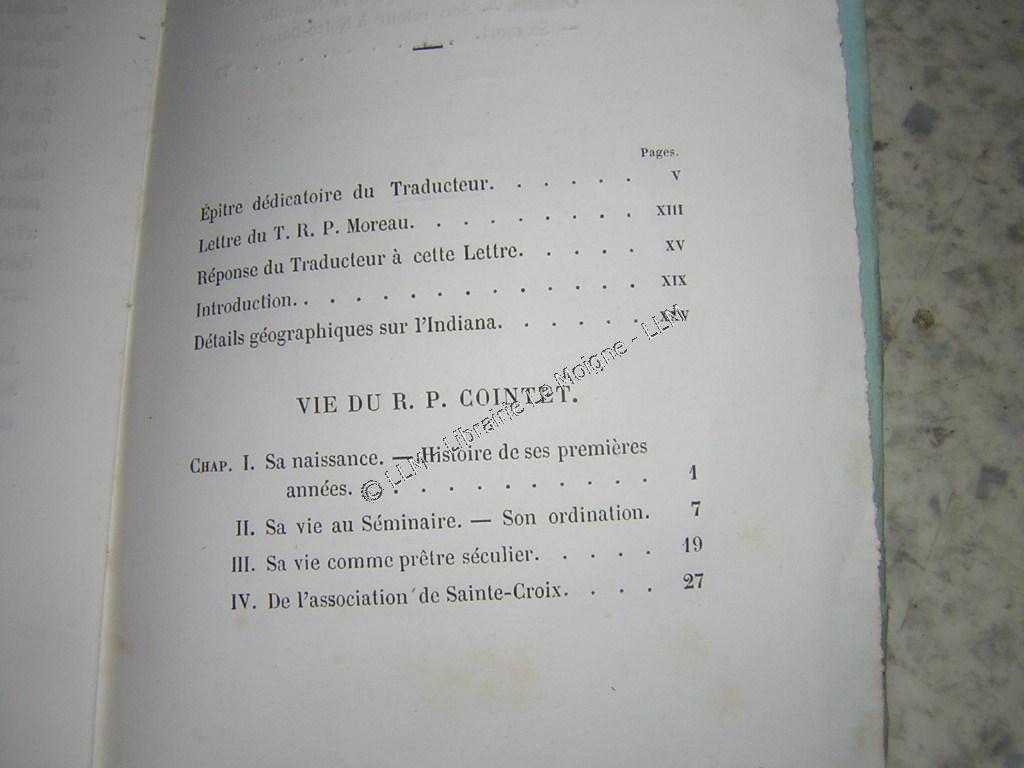 Pages.
Épitre dédicatoire du Traducteur. . . . . . V
Lettre du T. R. P. Moreau. . . . . . . . . XIII
Réponse du Traducteur à cette Lettre. . . . . XV
Introduction. . . . . . . . . . . . . . XIX
Détails géographiques sur l'Indiana. . . . . .
VIE DU R. P. COINTET.
CHAP. I. Sa naissance. — Histoire de ses premières
années. . . . . . . . . . . 1
II. Sa vie au Séminaire. — Son ordination. 7
III. Sa vie comme prêtre séculier. . . . . 19
IV. De l'association de Sainte-Croix. . . . 27
© LLM - Librairie Le Moigne - LLM